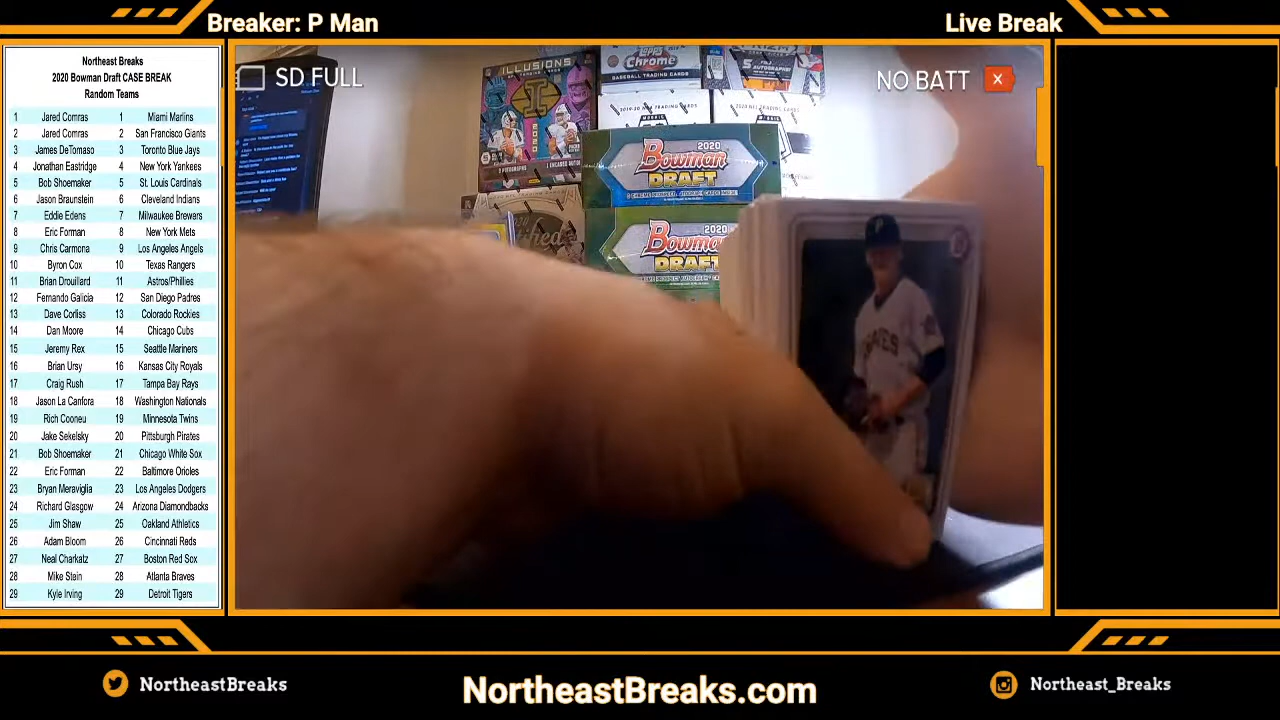 Breaker: P Man
Live Break
Northeast Breaks
2020 Bowman Draft CASE BREAK
Random Teams
1 Jared Comras 1 Miami Marlins
2 Jared Comras 2 San Francisco Giants
3 James DeTomaso 3 Toronto Blue Jays
4 Jonathan Eastridge 4 New York Yankees
5 Bob Shoemaker 5 St. Louis Cardinals
6 Jason Braunstein 6 Cleveland Indians
7 Eddie Edens 7 Milwaukee Brewers
8 Eric Forman 8 New York Mets
9 Chris Carmona 9 Los Angeles Angels
10 Byron Cox 10 Texas Rangers
11 Brian Drouillard 11 Astros/Phillies
12 Fernando Galicia 12 San Diego Padres
13 Dave Corliss 13 Colorado Rockies
14 Dan Moore 14 Chicago Cubs
15 Jeremy Rex 15 Seattle Mariners
16 Brian Ursy 16 Kansas City Royals
17 Craig Rush 17 Tampa Bay Rays
18 Jason La Canfora 18 Washington Nationals
19 Rich Cooneu 19 Minnesota Twins
20 Jake Sekelsky 20 Pittsburgh Pirates
21 Bob Shoemaker 21 Chicago White Sox
22 Eric Forman 22 Baltimore Orioles
23 Bryan Meraviglia 23 Los Angeles Dodgers
24 Richard Glasgow 24 Arizona Diamondbacks
25 Jim Shaw 25 Oakland Athletics
26 Adam Bloom 26 Cincinnati Reds
27 Neal Charkatz 27 Boston Red Sox
28 Mike Stein 28 Atlanta Braves
29 Kyle Irving 29 Detroit Tigers
SD FULL
NO BATT
ILLUSIONS
Topps
Chrome
BASEBALL TRADING CARDS
2020
Bowman
DRAFT
2020
Bowman
DRAFT
P
NortheastBreaks
NortheastBreaks.com
Northeast_Breaks